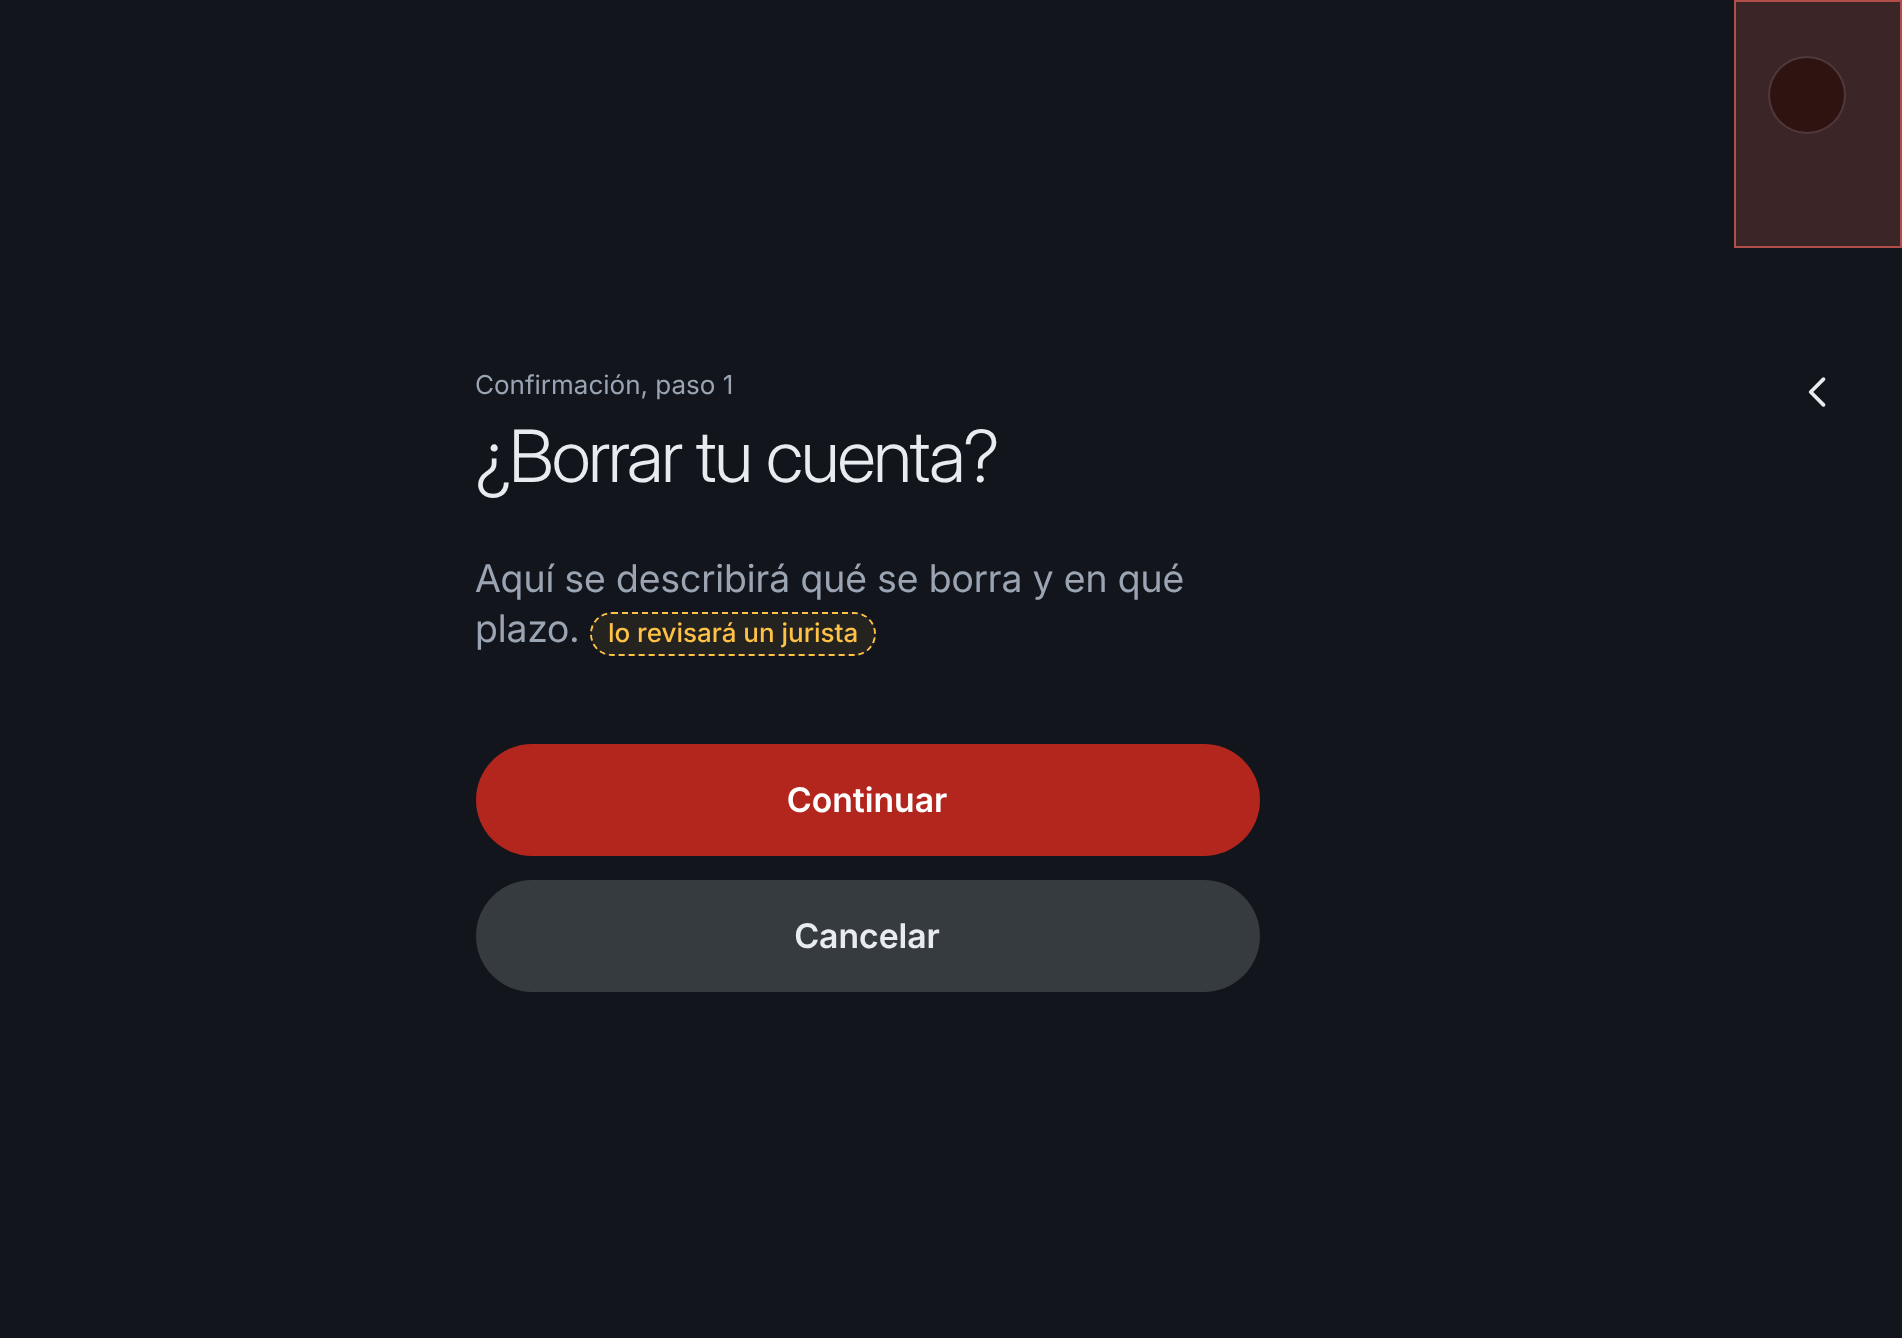 Confirmación, paso 1
¿Borrar tu cuenta?
Aquí se describirá qué se borra y en qué
plazo. lo revisará un jurista
Continuar
Cancelar